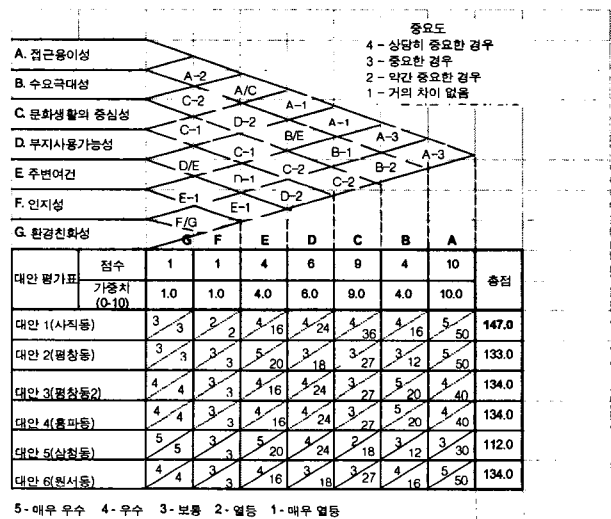 중요도
4 - 상당히 중요한 경우
3 - 중요한 경우
2 - 약간 중요한 경우
1 - 거의 차이 없음
A. 접근용이성
B. 수요극대성
C. 문화생활의 중심성
D. 부지사용가능성
E. 주변여건
F. 인지성
G. 환경친화성
A-2
A/C
A-1
A-1
A-3
A-3
C-2
D-2
B/E
B-1
B-2
C-1
C-1
C-2
C-2
D/E
D-1
D-2
E-1
E-1
F/G
G F E D C B A
대안 평가표 점수 1 1 4 6 9 4 10 총점
가중치 (0-10) 1.0 1.0 4.0 6.0 9.0 4.0 10.0
대안 1(사직동) 3 3 2 2 4 16 4 24 4 36 4 16 5 50 147.0
대안 2(평창동) 3 3 3 3 5 20 3 18 3 27 3 12 5 50 133.0
대안 3(평창동2) 4 4 3 3 4 16 4 24 3 27 5 20 4 40 134.0
대안 4(홍파동) 4 4 3 3 4 16 4 24 3 27 5 20 4 40 134.0
대안 5(삼청동) 5 5 3 3 5 20 4 24 2 18 3 12 3 30 112.0
대안 6(원서동) 4 4 3 3 4 16 3 18 3 27 4 16 5 50 134.0
5 - 매우 우수 4 - 우수 3 - 보통 2 - 열등 1 - 매우 열등